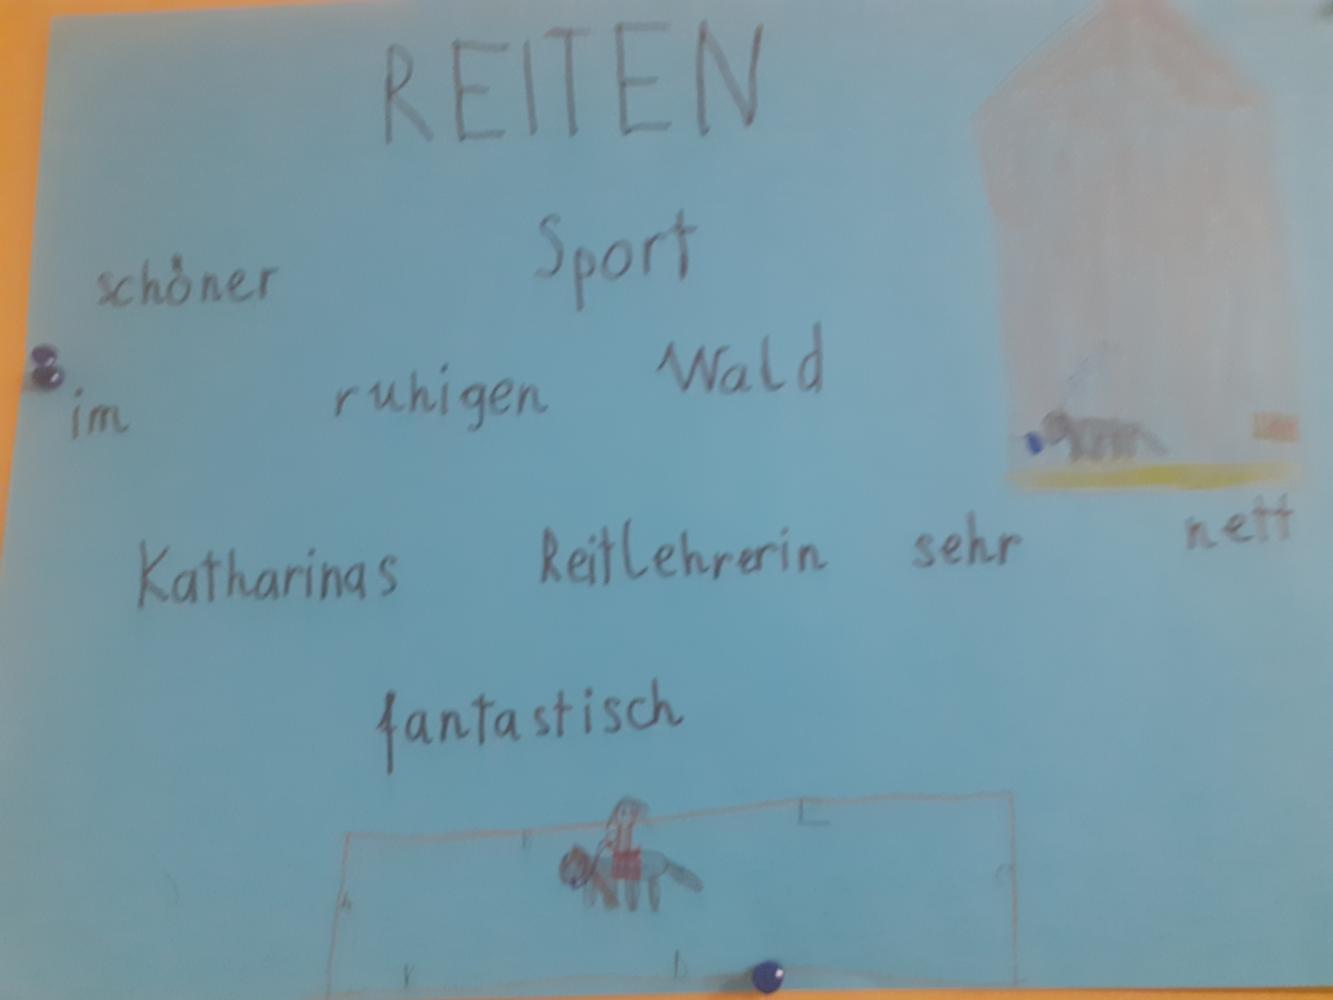 REITEN
schöner Sport
im ruhigen Wald
Katharinas Reitlehrerin sehr nett
fantastisch
L